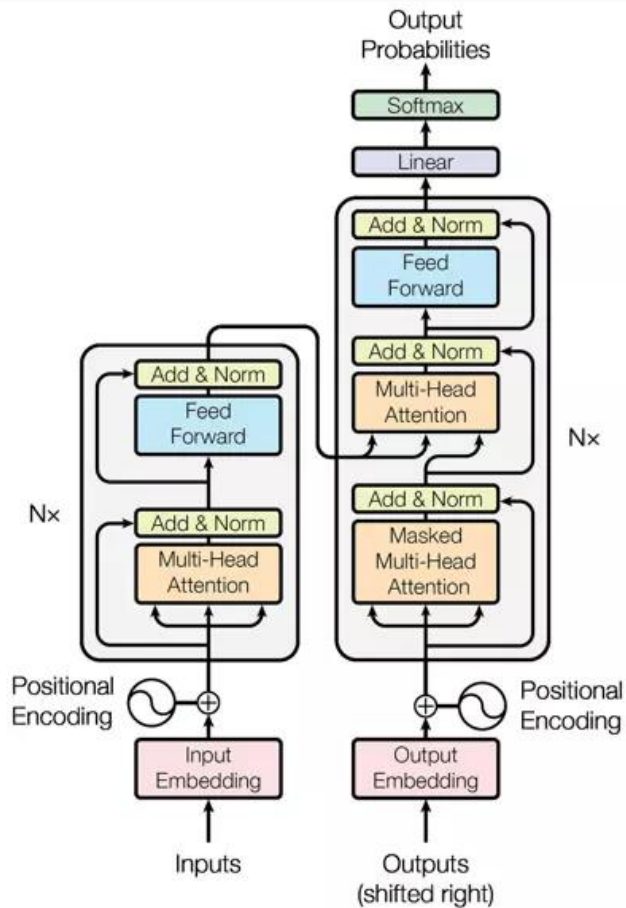 Output
Probabilities
Softmax
Linear
Add & Norm
Feed
Forward
Add & Norm
Multi-Head
Attention
Nx
Add & Norm
Masked
Multi-Head
Attention
Add & Norm
Feed
Forward
Nx
Add & Norm
Multi-Head
Attention
Positional
Encoding
Positional
Encoding
Input
Embedding
Output
Embedding
Inputs
Outputs
(shifted right)